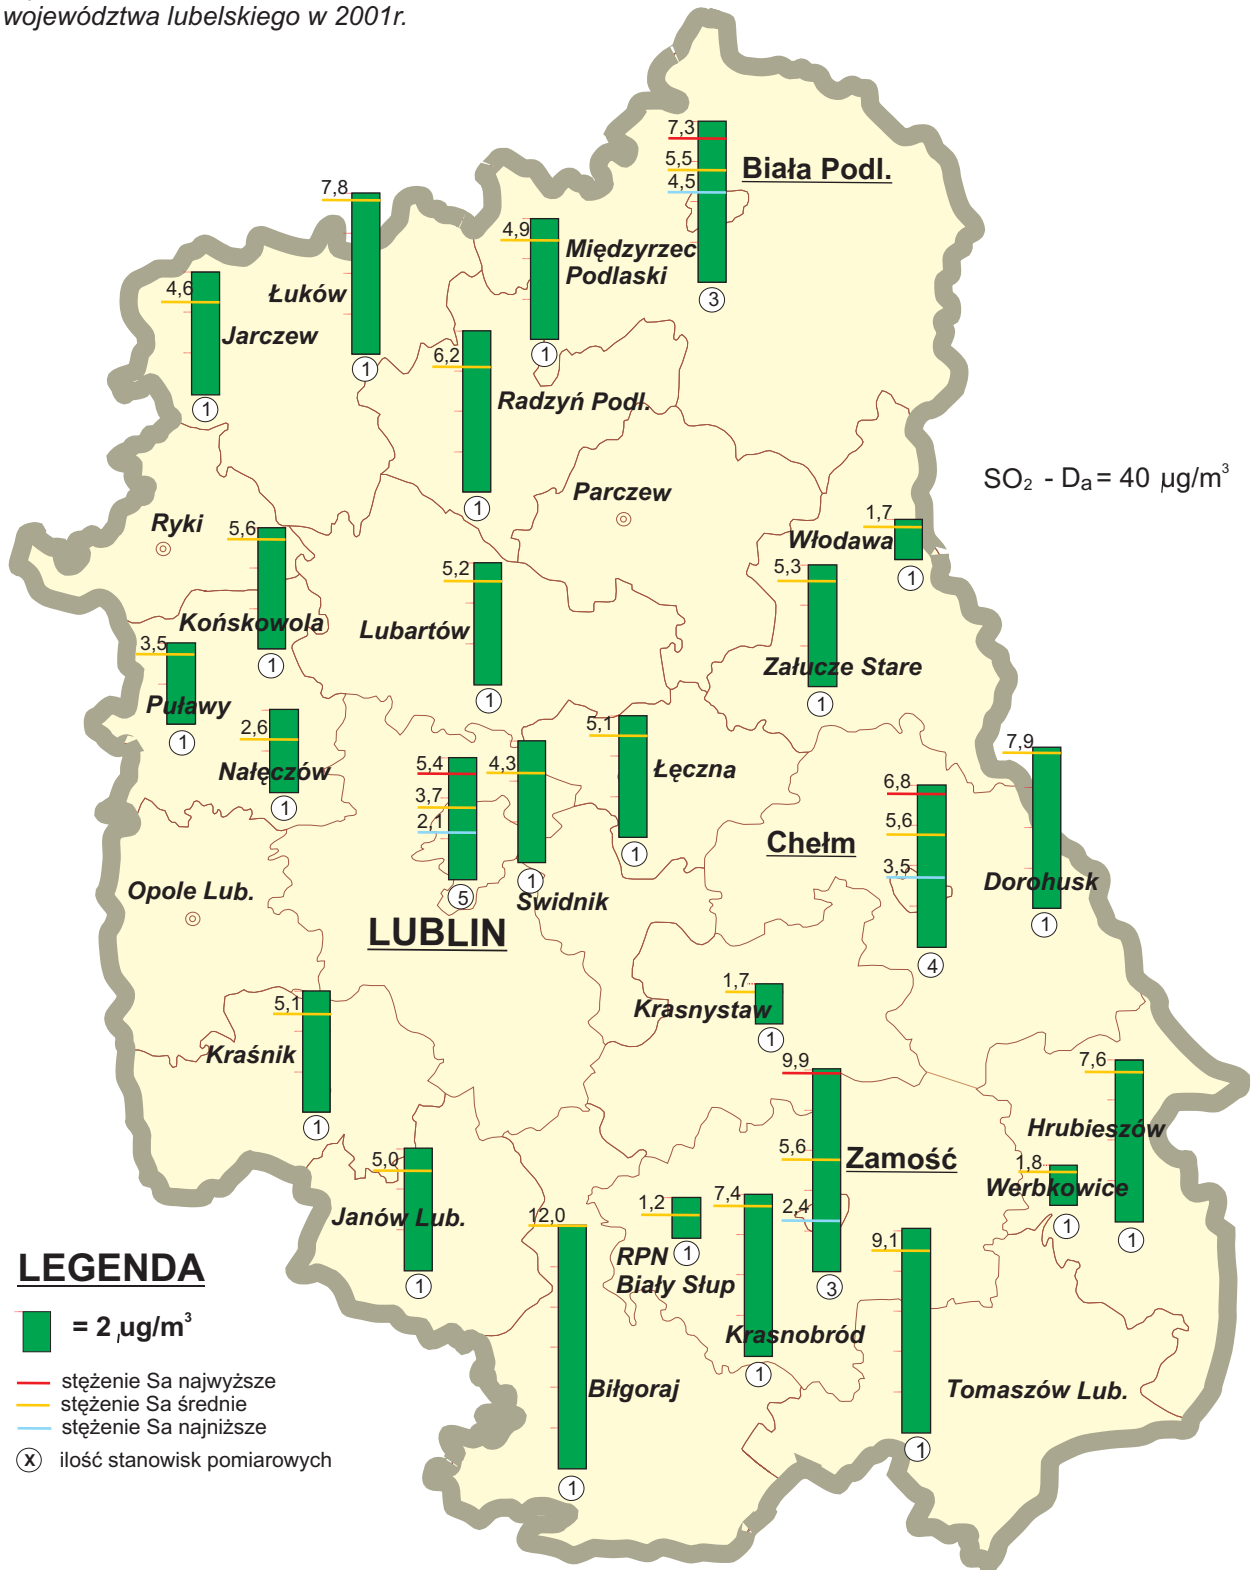 województwa lubelskiego w 2001r.
7,3
5,5
4,5
Biała Podl.
3
7,8
Łuków
1
4,9
Międzyrzec
Podlaski
1
4,6
Jarczew
1
6,2
Radzyń Podl.
1
SO₂ - Da = 40 µg/m³
Parczew
Ryki
5,6
Końskowola
1
1,7
Włodawa
1
5,2
Lubartów
1
5,3
Załucze Stare
1
3,5
Puławy
1
2,6
Nałęczów
1
5,4
3,7
2,1
5
LUBLIN
4,3
1
Świdnik
5,1
Łęczna
1
7,9
Dorohusk
1
6,8
5,6
3,5
Chełm
4
Opole Lub.
5,1
Kraśnik
1
1,7
Krasnystaw
1
9,9
5,6
2,4
Zamość
3
7,6
Hrubieszów
1
1,8
Werbkowice
1
5,0
Janów Lub.
1
12,0
Biłgoraj
1
1,2
RPN
Biały Słup
1
7,4
Krasnobród
1
9,1
Tomaszów Lub.
1
LEGENDA
= 2 µg/m³
stężenie Sa najwyższe
stężenie Sa średnie
stężenie Sa najniższe
x ilość stanowisk pomiarowych